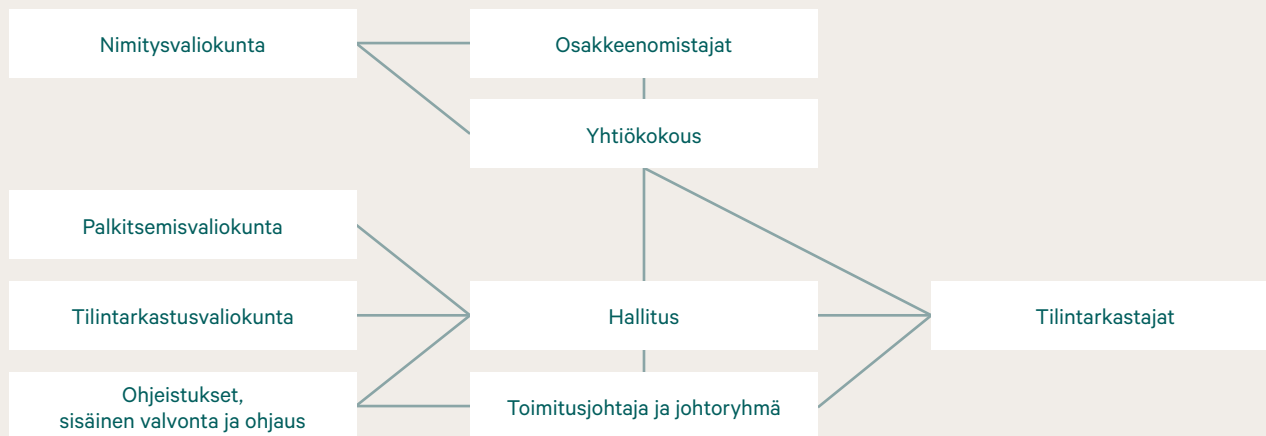 Nimitysvaliokunta
Osakkeenomistajat
Yhtiökokous
Palkitsemisvaliokunta
Tilintarkastusvaliokunta
Hallitus
Tilintarkastajat
Ohjeistukset,
sisäinen valvonta ja ohjaus
Toimitusjohtaja ja johtoryhmä